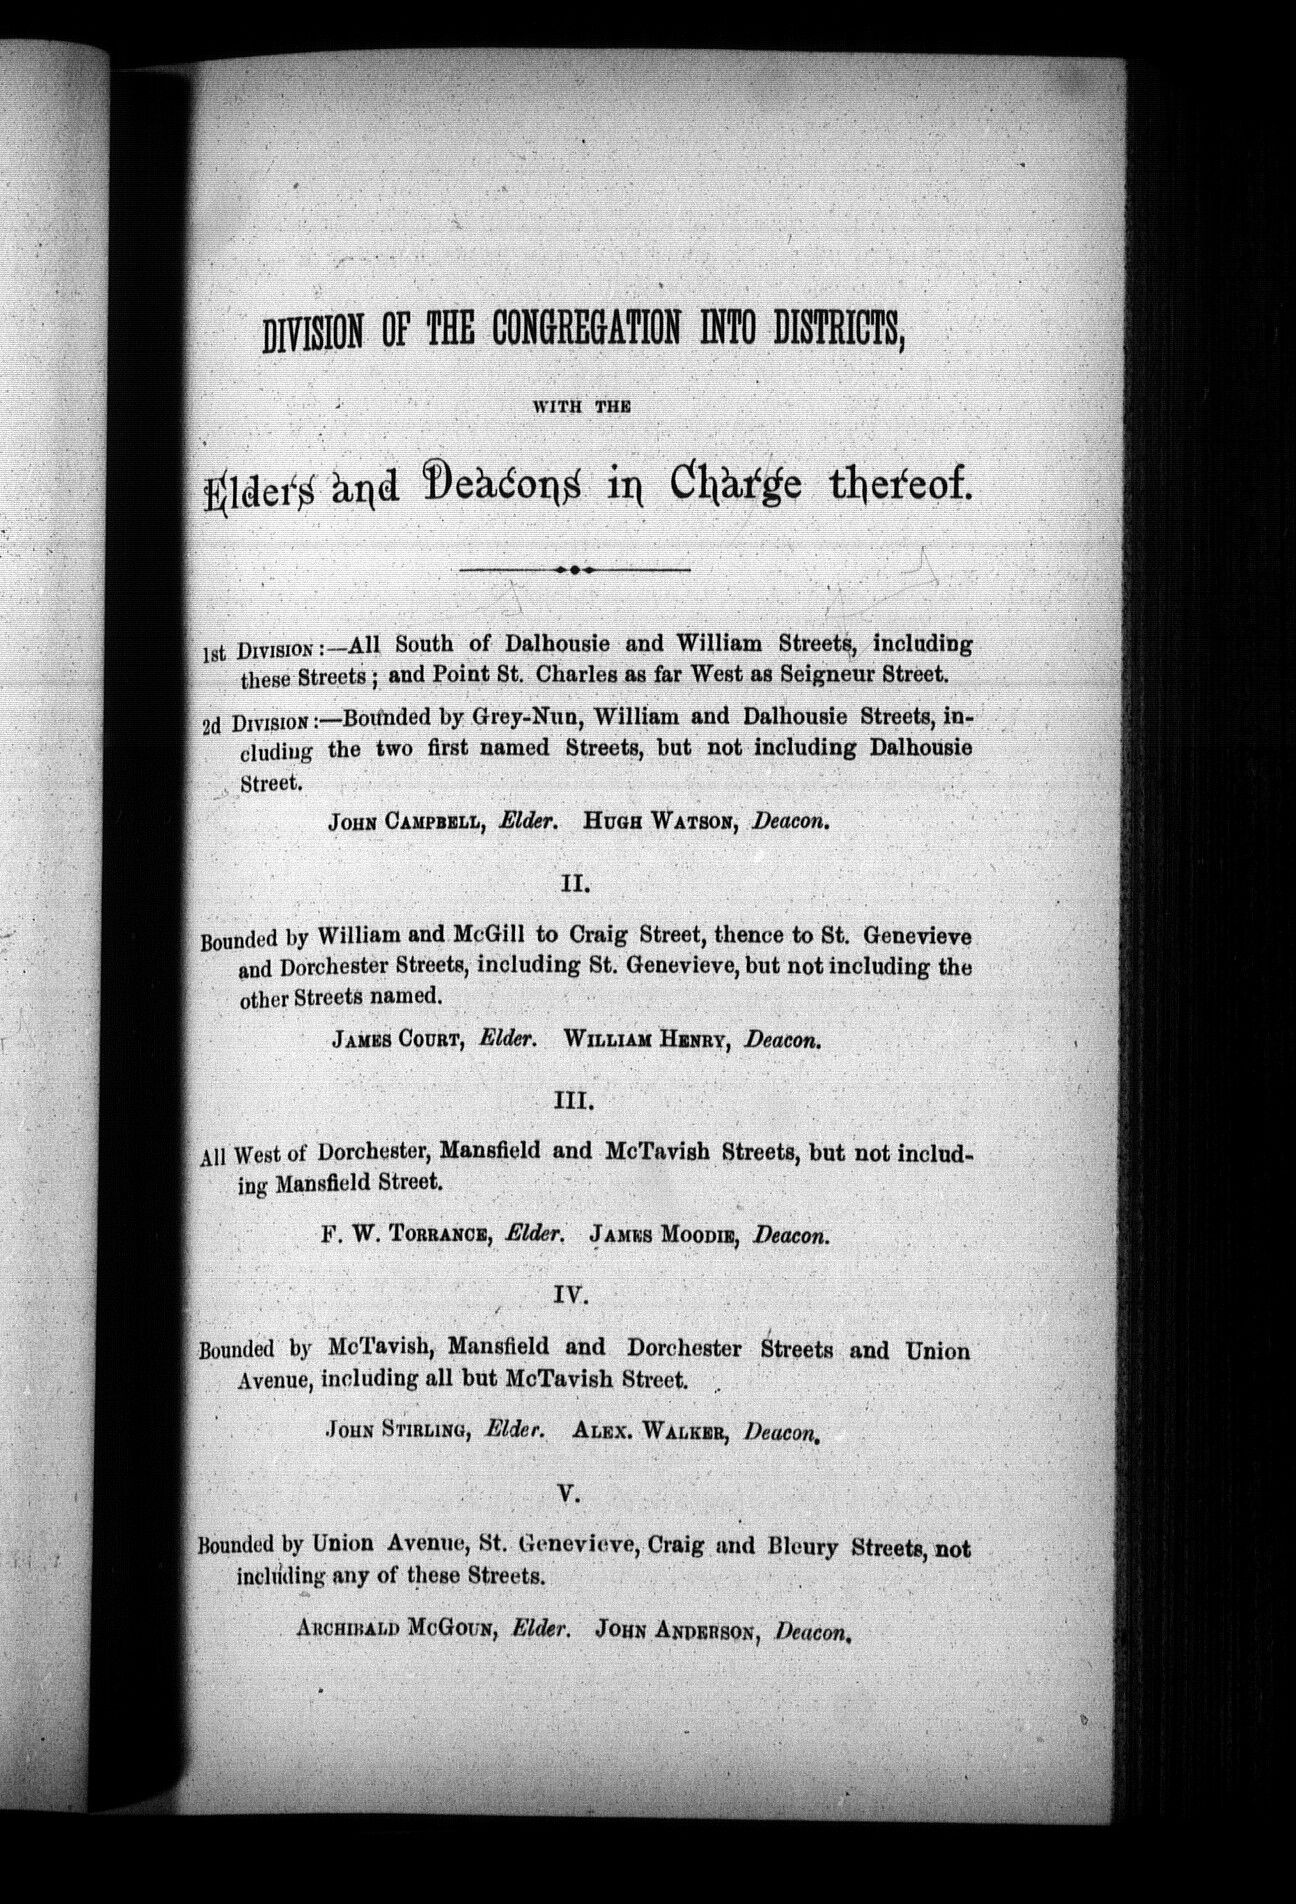 DIVISION OF THE CONGREGATION INTO DISTRICTS,
WITH THE
Elders and Deacons in Charge thereof.
1st DIVISION:—All South of Dalhousie and William Streets, including
these Streets; and Point St. Charles as far West as Seigneur Street.
2d DIVISION:—Bounded by Grey-Nun, William and Dalhousie Streets, in-
cluding the two first named Streets, but not including Dalhousie
Street.
JOHN CAMPBELL, Elder. HUGH WATSON, Deacon.
II.
Bounded by William and McGill to Craig Street, thence to St. Genevieve
and Dorchester Streets, including St. Genevieve, but not including the
other Streets named.
JAMES COURT, Elder. WILLIAM HENRY, Deacon.
III.
All West of Dorchester, Mansfield and McTavish Streets, but not includ-
ing Mansfield Street.
F. W. TORRANCE, Elder. JAMES MOODIE, Deacon.
IV.
Bounded by McTavish, Mansfield and Dorchester Streets and Union
Avenue, including all but McTavish Street.
JOHN STIRLING, Elder. ALEX. WALKER, Deacon.
V.
Bounded by Union Avenue, St. Genevieve, Craig and Bleury Streets, not
including any of these Streets.
ARCHIBALD MCGOUN, Elder. JOHN ANDERSON, Deacon.